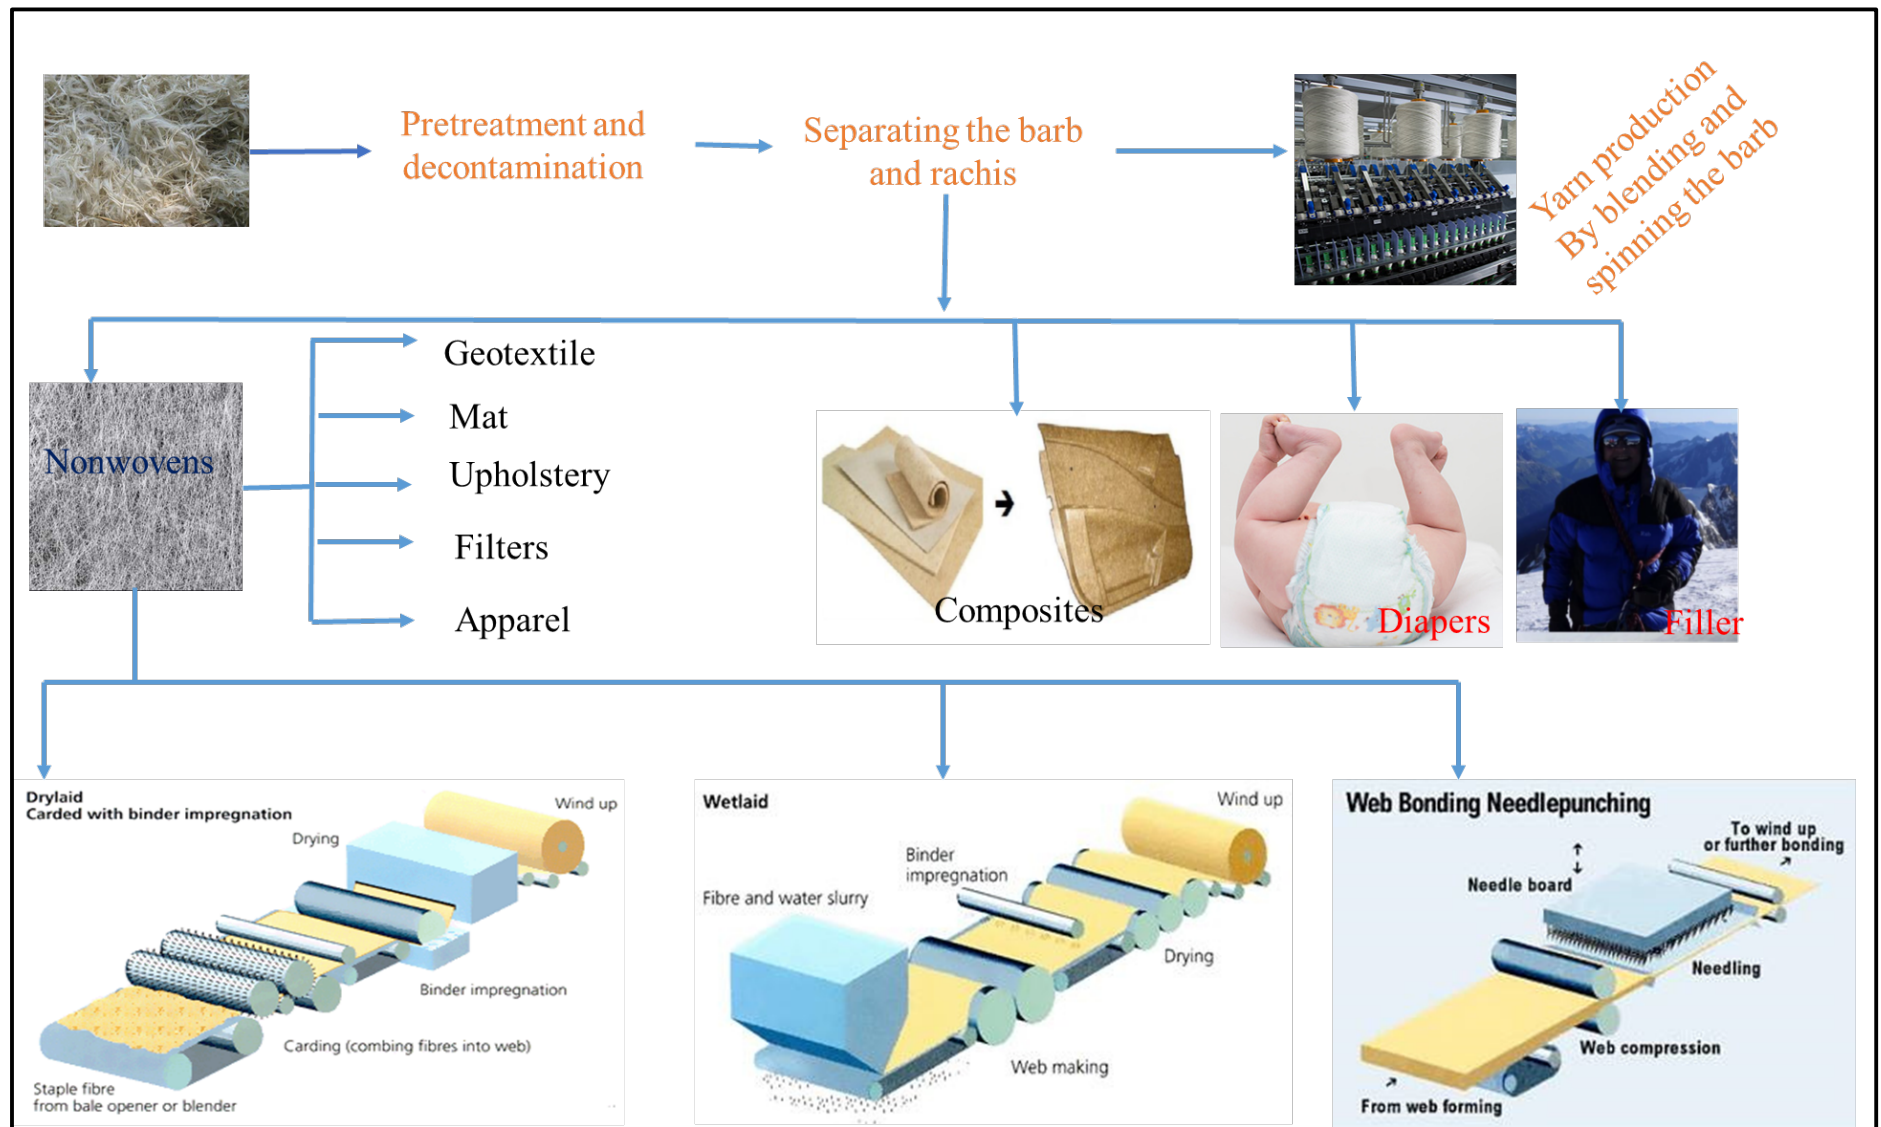 Pretreatment and
decontamination
Separating the barb
and rachis
Yarn production
By blending and
spinning the barb
Nonwovens
Geotextile
Mat
Upholstery
Filters
Apparel
Composites
Diapers
Filler
Drylaid
Carded with binder impregnation
Wind up
Drying
Binder impregnation
Carding (combing fibres into web)
Staple fibre
from bale opener or blender
Wetlaid
Wind up
Binder
impregnation
Fibre and water slurry
Drying
Web making
Web Bonding Needlepunching
To wind up
or further bonding
Needle board
Needling
Web compression
From web forming